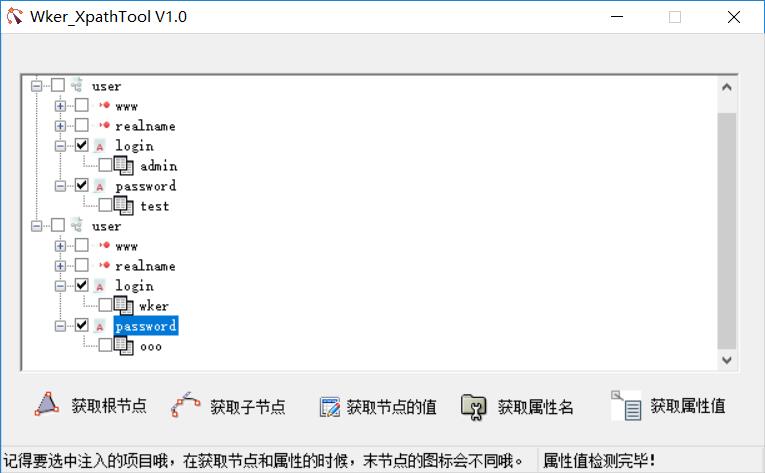 Wker_XpathTool V1.0
user
www
realname
login
admin
password
test
user
www
realname
login
wker
password
ooo
获取根节点 获取子节点 获取节点的值 获取属性名 获取属性值
记得要选中注入的项目哦，在获取节点和属性的时候，末节点的图标会不同哦。 属性值检测完毕！